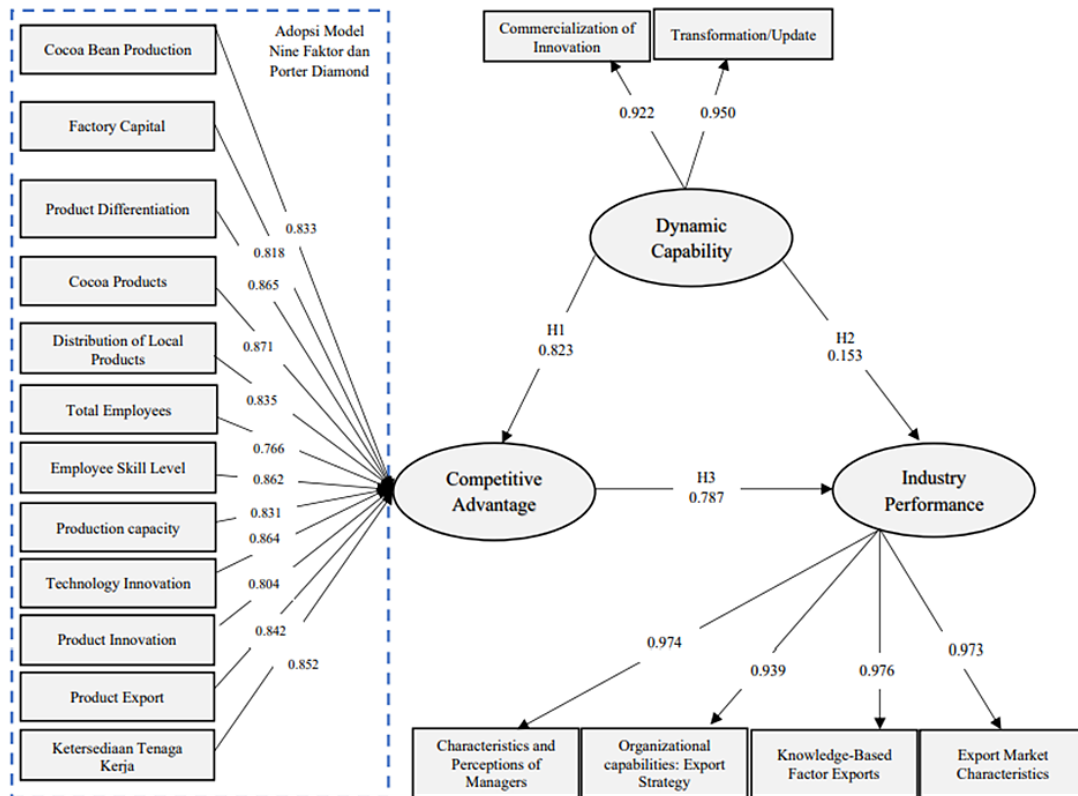 Cocoa Bean Production
Factory Capital
Product Differentiation
Cocoa Products
Distribution of Local
Products
Total Employees
Employee Skill Level
Production capacity
Technology Innovation
Product Innovation
Product Export
Ketersediaan Tenaga
Kerja
Adopsi Model
Nine Faktor dan
Porter Diamond
0.833
0.818
0.865
0.871
0.835
0.766
0.862
0.831
0.864
0.804
0.842
0.852
Commercialization of
Innovation
Transformation/Update
0.922
0.950
Dynamic
Capability
H1
0.823
H2
0.153
Competitive
Advantage
H3
0.787
Industry
Performance
0.974
0.939
0.976
0.973
Characteristics and
Perceptions of
Managers
Organizational
capabilities: Export
Strategy
Knowledge-Based
Factor Exports
Export Market
Characteristics